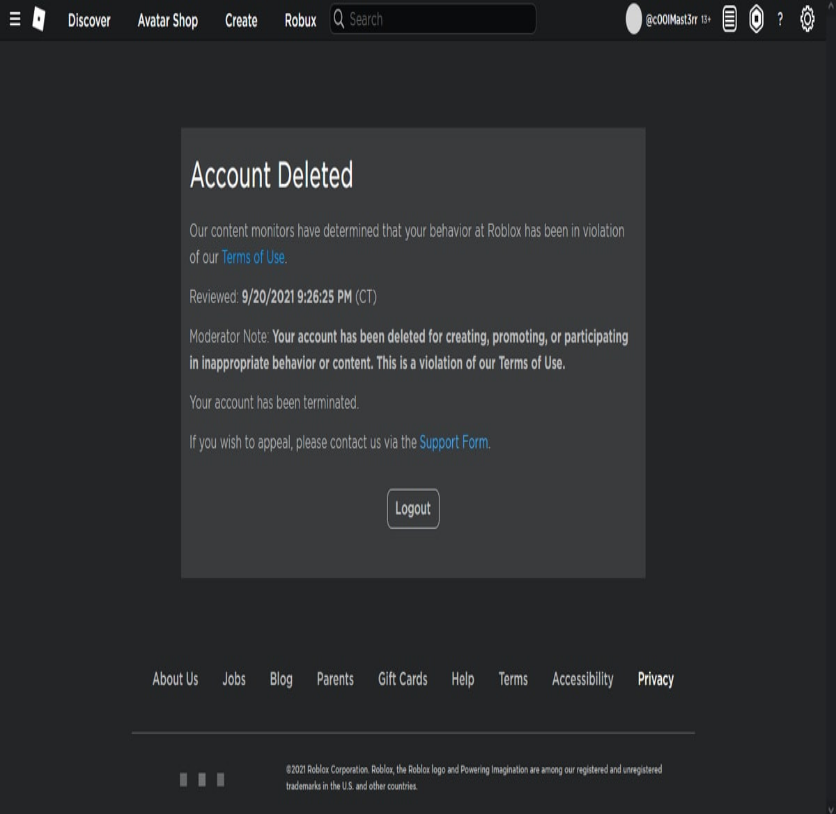 Discover Avatar Shop Create Robux Search @c00lMast3rr 13+ ?
Account Deleted
Our content monitors have determined that your behavior at Roblox has been in violation
of our Terms of Use.
Reviewed: 9/20/2021 9:26:25 PM (CT)
Moderator Note: Your account has been deleted for creating, promoting, or participating
in inappropriate behavior or content. This is a violation of our Terms of Use.
Your account has been terminated.
If you wish to appeal, please contact us via the Support Form.
Logout
About Us Jobs Blog Parents Gift Cards Help Terms Accessibility Privacy
©2021 Roblox Corporation. Roblox, the Roblox logo and Powering Imagination are among our registered and unregistered
trademarks in the U.S. and other countries.